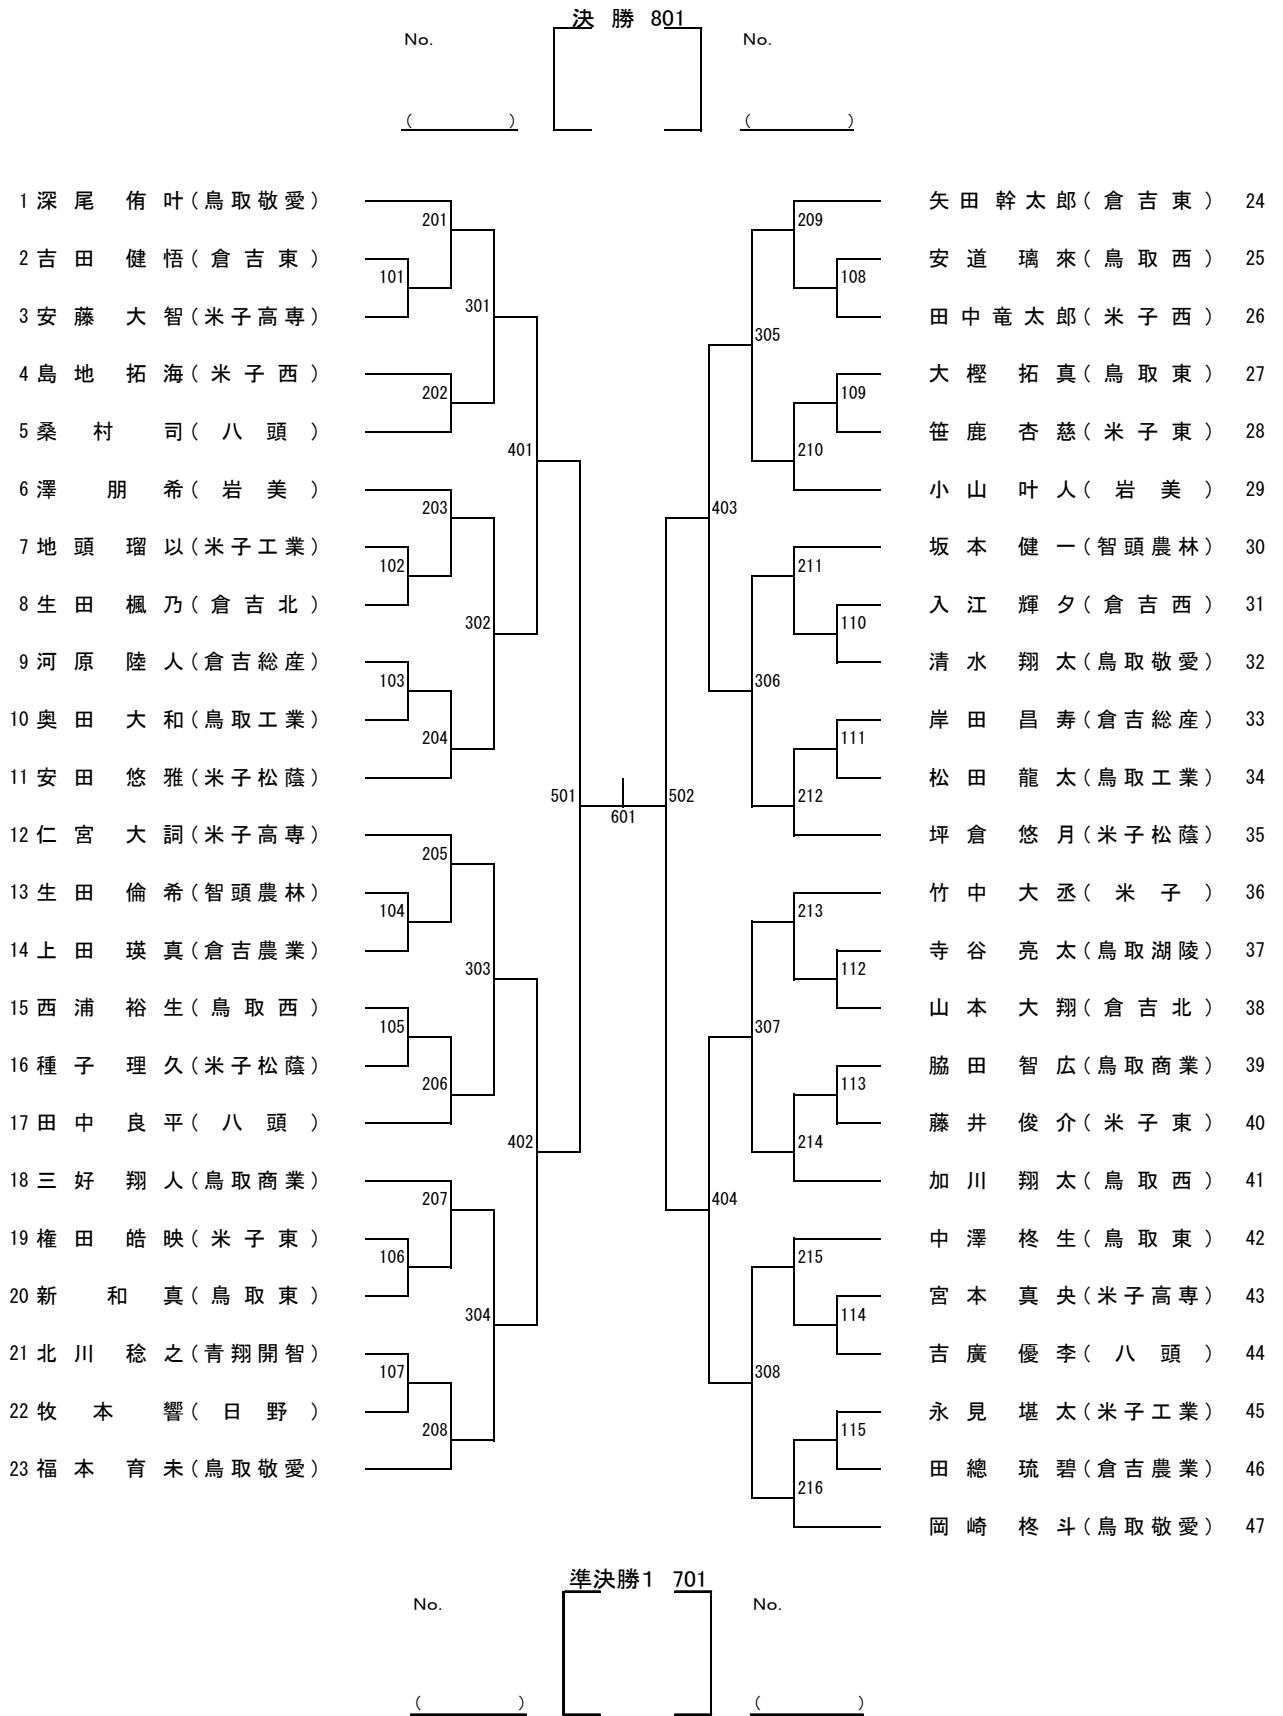 決 勝 801
No. No.
( ) ( )
1 深 尾 侑 叶 (鳥取敬愛)
201
2 吉 田 健 悟 ( 倉 吉 東 )
101
301
3 安 藤 大 智 (米子高専)
4 島 地 拓 海 ( 米 子 西 )
202
5 桑 村 司 ( 八 頭 )
401
6 澤 朋 希 ( 岩 美 )
203
7 地 頭 瑠 以 (米子工業)
102
8 生 田 楓 乃 ( 倉 吉 北 )
302
9 河 原 陸 人 (倉吉総産)
103
10 奥 田 大 和 (鳥取工業)
204
11 安 田 悠 雅 (米子松蔭)
501
601
12 仁 宮 大 詞 (米子高専)
205
13 生 田 倫 希 (智頭農林)
104
14 上 田 瑛 真 (倉吉農業)
303
15 西 浦 裕 生 ( 鳥 取 西 )
105
16 種 子 理 久 (米子松蔭)
206
17 田 中 良 平 ( 八 頭 )
402
18 三 好 翔 人 (鳥取商業)
207
19 権 田 皓 映 ( 米 子 東 )
106
20 新 和 真 ( 鳥 取 東 )
304
21 北 川 稔 之 (青翔開智)
107
22 牧 本 響 ( 日 野 )
208
23 福 本 育 未 (鳥取敬愛)
矢 田 幹 太 郎 ( 倉 吉 東 ) 24
209
安 道 璃 來 ( 鳥 取 西 ) 25
108
田 中 竜 太 郎 ( 米 子 西 ) 26
305
大 樫 拓 真 ( 鳥 取 東 ) 27
109
笹 鹿 杏 慈 ( 米 子 東 ) 28
210
小 山 叶 人 ( 岩 美 ) 29
403
坂 本 健 一 (智頭農林) 30
211
入 江 輝 夕 ( 倉 吉 西 ) 31
110
清 水 翔 太 (鳥取敬愛) 32
306
岸 田 昌 寿 (倉吉総産) 33
111
松 田 龍 太 (鳥取工業) 34
502
212
坪 倉 悠 月 (米子松蔭) 35
竹 中 大 丞 ( 米 子 ) 36
213
寺 谷 亮 太 (鳥取湖陵) 37
112
山 本 大 翔 ( 倉 吉 北 ) 38
307
脇 田 智 広 (鳥取商業) 39
113
藤 井 俊 介 ( 米 子 東 ) 40
214
加 川 翔 太 ( 鳥 取 西 ) 41
404
中 澤 柊 生 ( 鳥 取 東 ) 42
215
宮 本 真 央 (米子高専) 43
114
吉 廣 優 李 ( 八 頭 ) 44
308
永 見 堪 太 (米子工業) 45
115
田 總 琉 碧 (倉吉農業) 46
216
岡 崎 柊 斗 (鳥取敬愛) 47
準決勝1 701
No. No.
( ) ( )